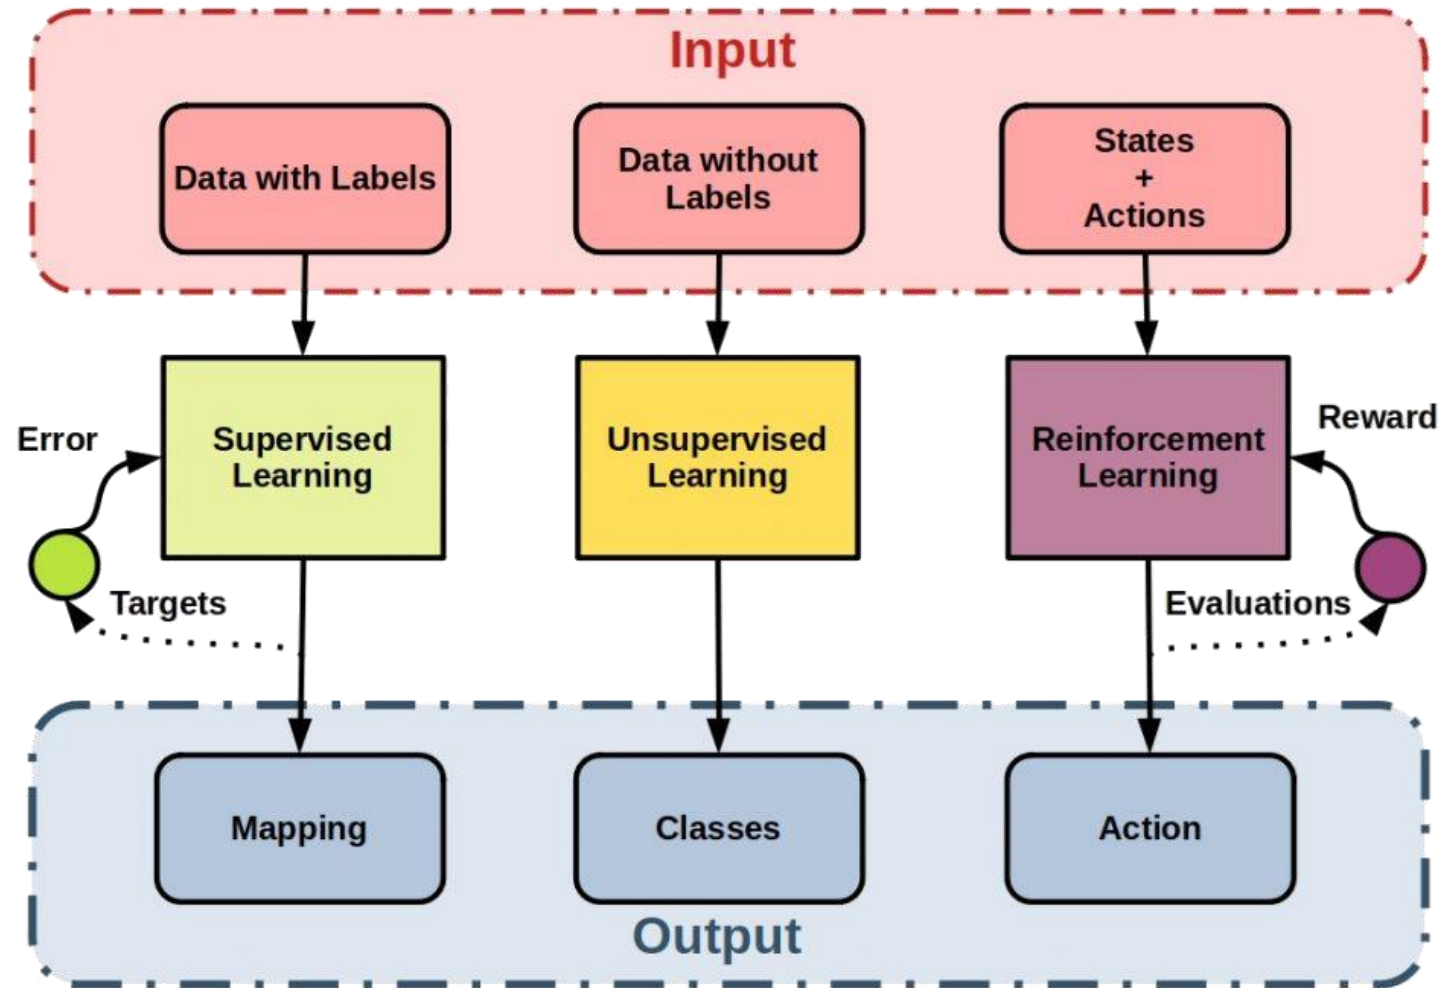 Input
Data with Labels
Data without
Labels
States
+
Actions
Error
Supervised
Learning
Unsupervised
Learning
Reinforcement
Learning
Reward
Targets
Evaluations
Mapping
Classes
Action
Output